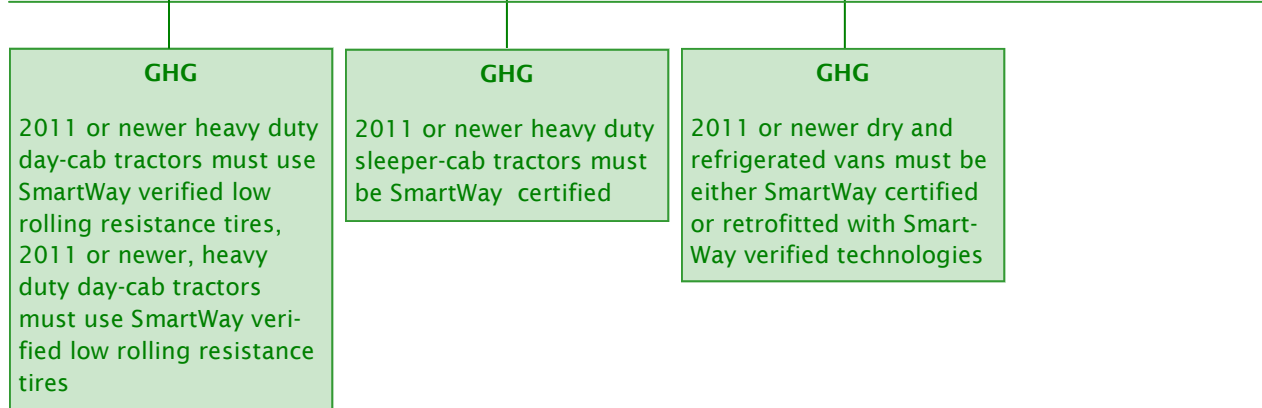 GHG
2011 or newer heavy duty
day-cab tractors must use
SmartWay verified low
rolling resistance tires,
2011 or newer, heavy
duty day-cab tractors
must use SmartWay veri-
fied low rolling resistance
tires
GHG
2011 or newer heavy duty
sleeper-cab tractors must
be SmartWay  certified
GHG
2011 or newer dry and
refrigerated vans must be
either SmartWay certified
or retrofitted with Smart-
Way verified technologies